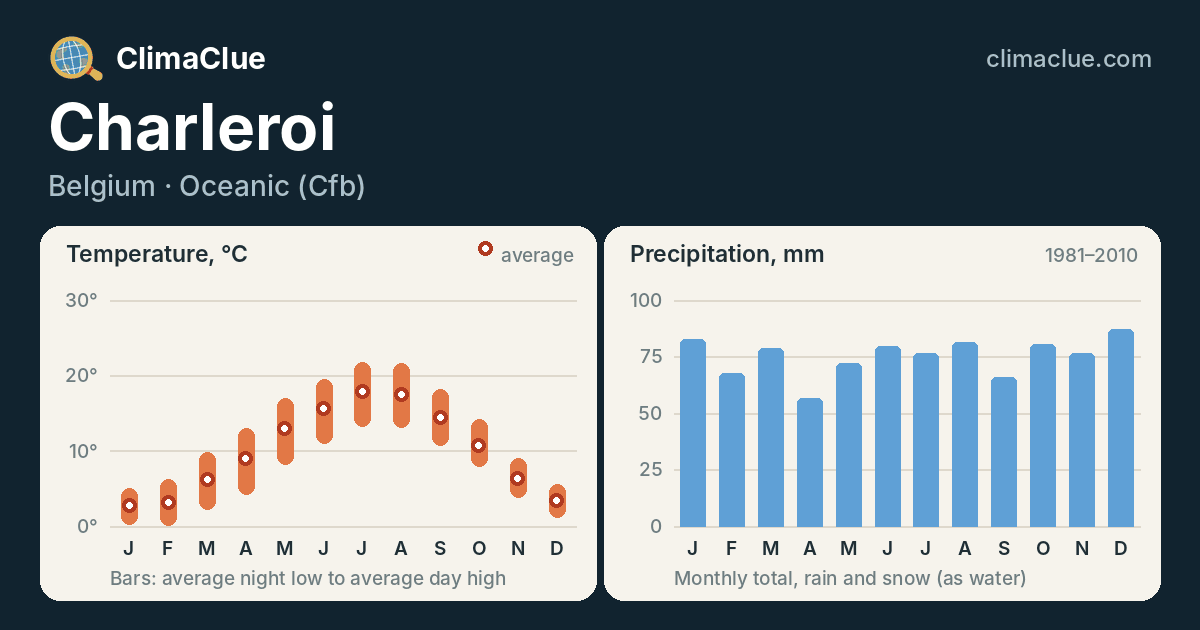 ClimaClue
climaclue.com
Charleroi
Belgium · Oceanic (Cfb)
Temperature, °C
average
30°
20°
10°
0°
J F M A M J J A S O N D
Bars: average night low to average day high
Precipitation, mm
1981–2010
100
75
50
25
0
J F M A M J J A S O N D
Monthly total, rain and snow (as water)